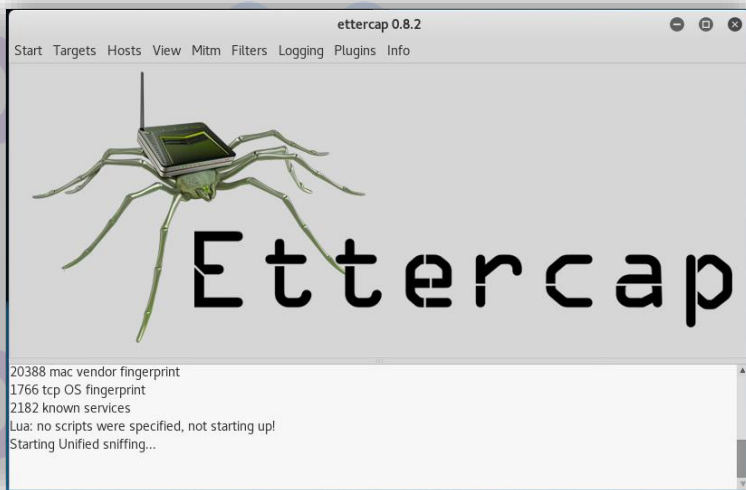 ettercap 0.8.2
Start Targets Hosts View Mitm Filters Logging Plugins Info
Ettercap
20388 mac vendor fingerprint
1766 tcp OS fingerprint
2182 known services
Lua: no scripts were specified, not starting up!
Starting Unified sniffing...